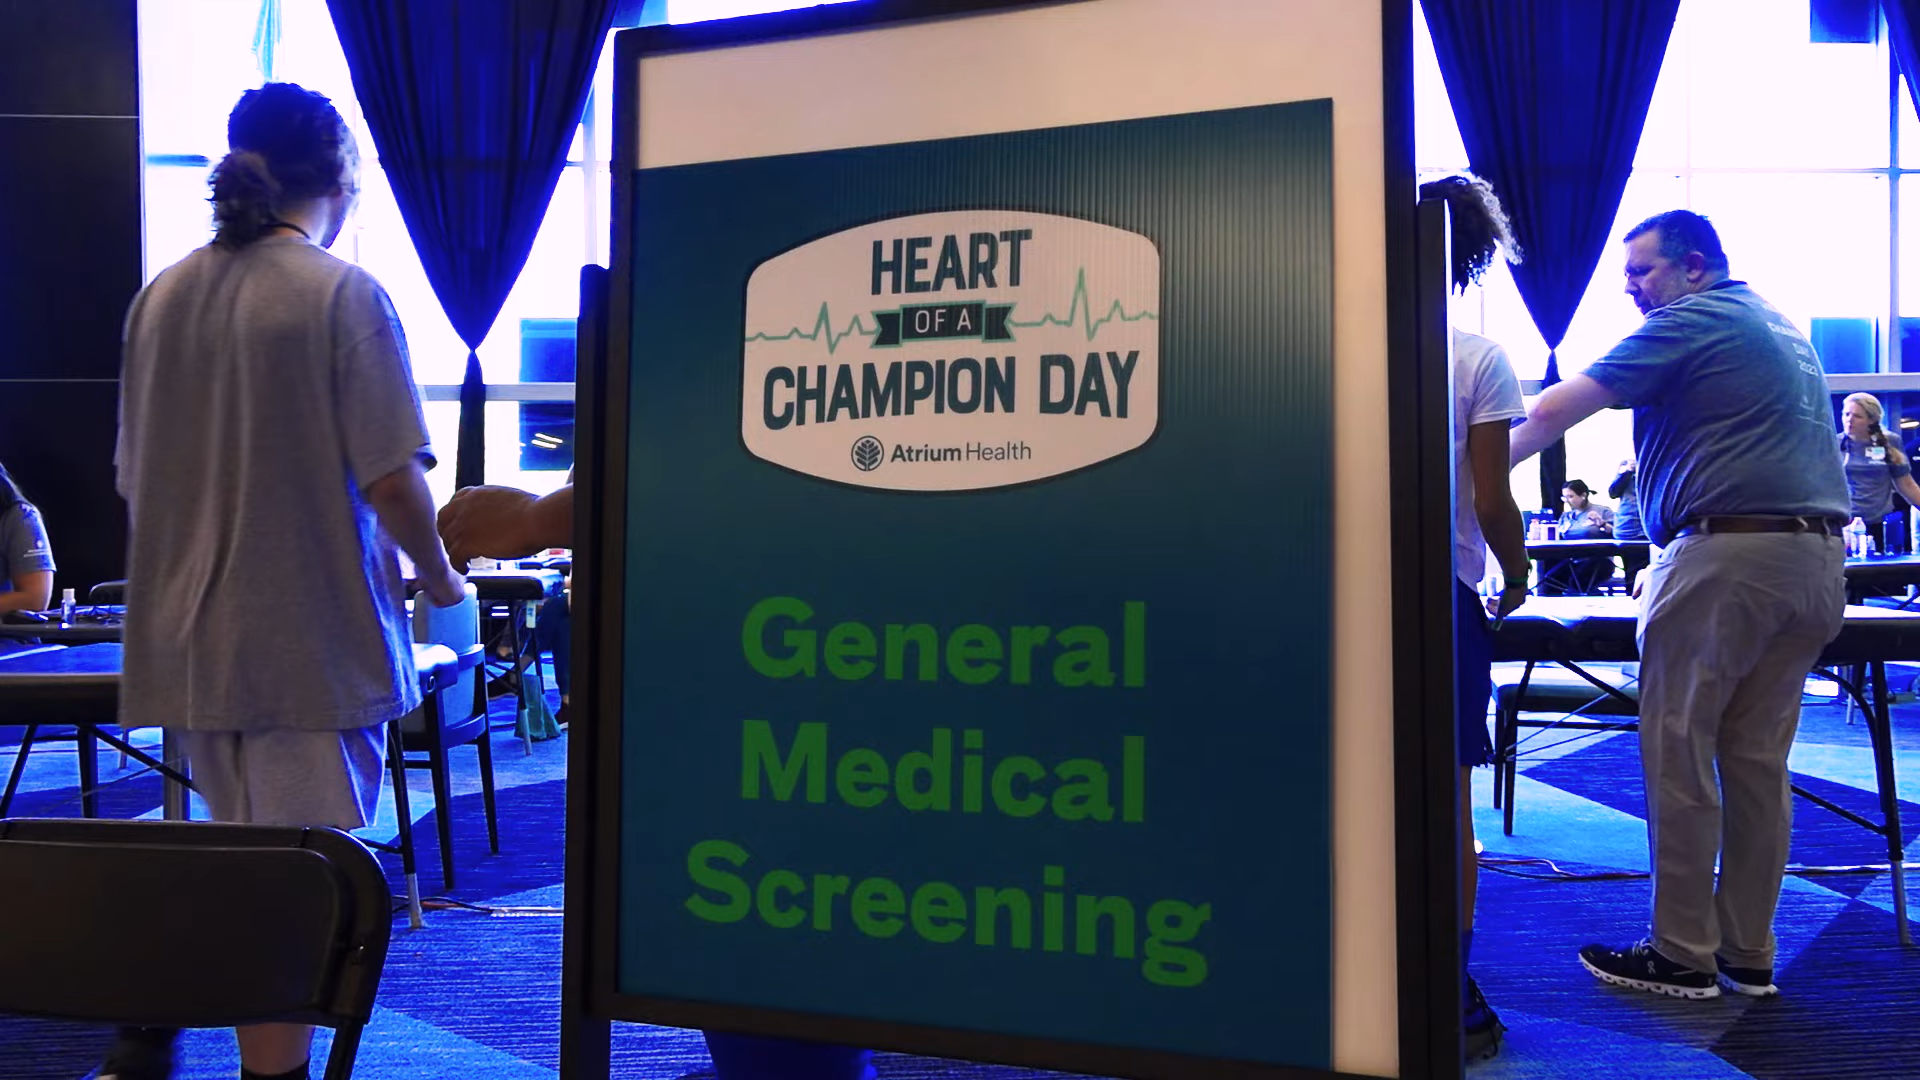 HEART
OF A
CHAMPION DAY
Atrium Health
General
Medical
Screening